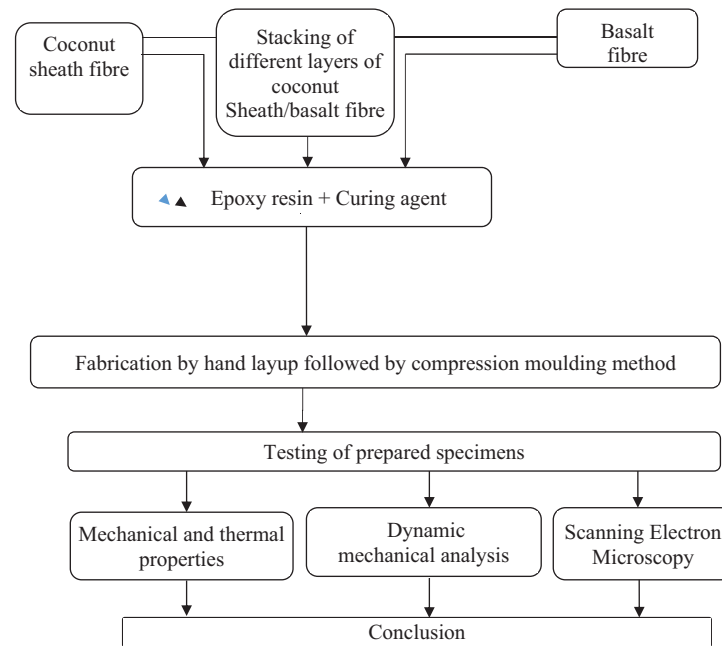 Coconut
sheath fibre
Stacking of
different layers of
coconut
Sheath/basalt fibre
Basalt
fibre
Epoxy resin + Curing agent
Fabrication by hand layup followed by compression moulding method
Testing of prepared specimens
Mechanical and thermal
properties
Dynamic
mechanical analysis
Scanning Electron
Microscopy
Conclusion